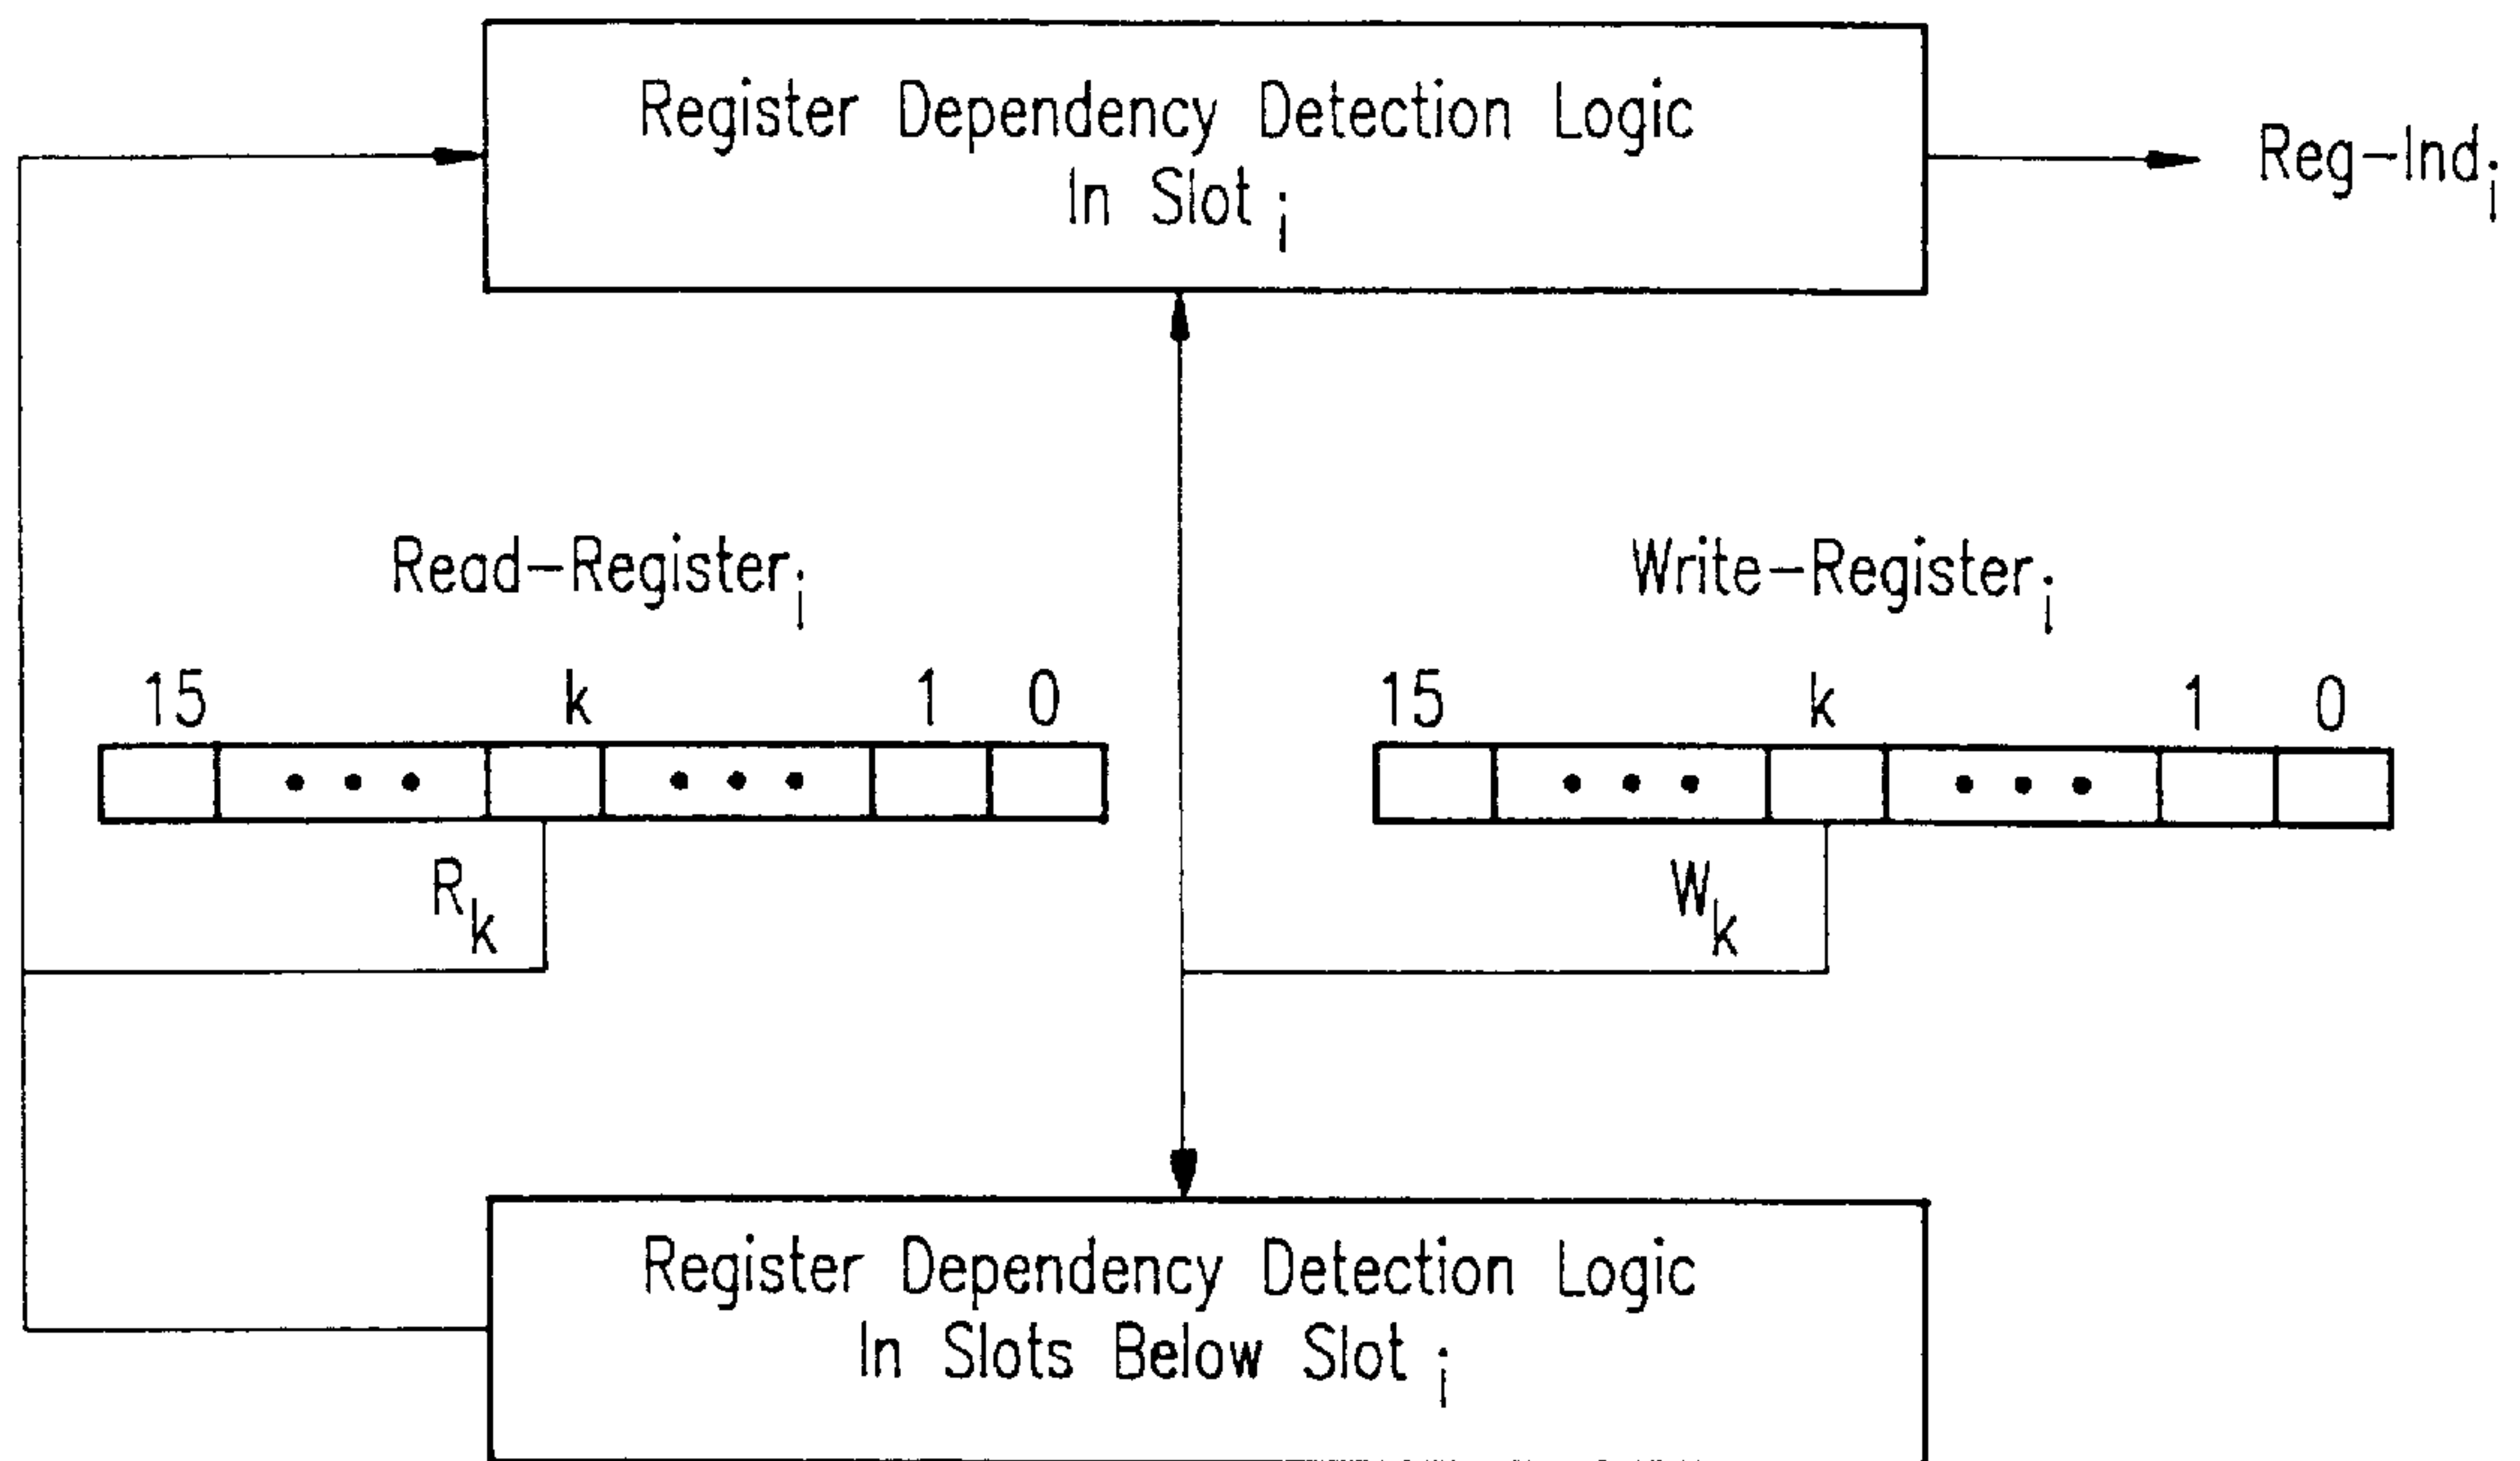 Register Dependency Detection Logic
In Slot i
Reg-Ind i
Read-Register i
Write-Register i
15 k 1 0
15 k 1 0
R k
W k
Register Dependency Detection Logic
In Slots Below Slot i